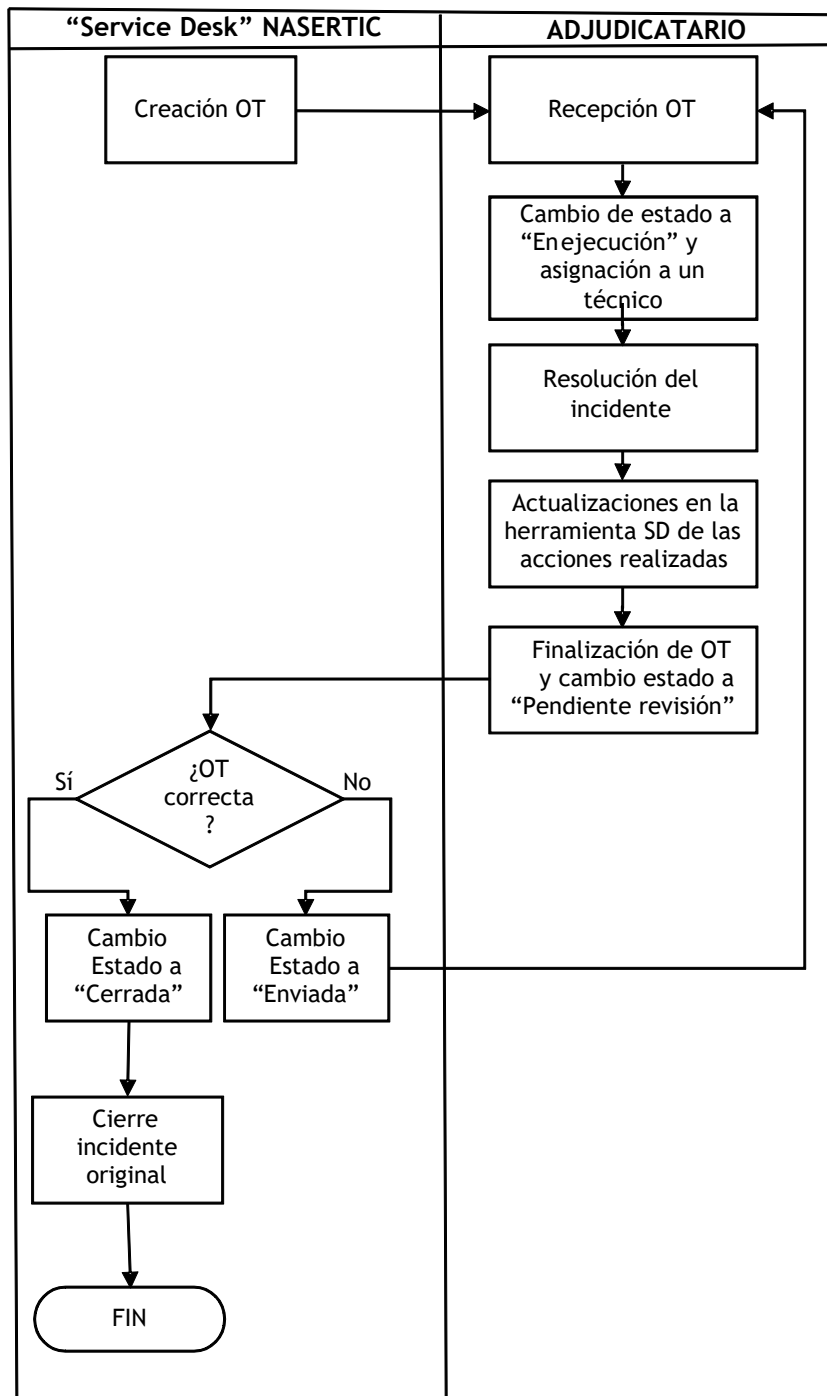 “Service Desk” NASERTIC
ADJUDICATARIO
Creación OT
Recepción OT
Cambio de estado a
“En ejecución” y
asignación a un
técnico
Resolución del
incidente
Actualizaciones en la
herramienta SD de las
acciones realizadas
Finalización de OT
y cambio estado a
“Pendiente revisión”
Sí
¿OT
correcta
?
No
Cambio
Estado a
“Cerrada”
Cambio
Estado a
“Enviada”
Cierre
incidente
original
FIN